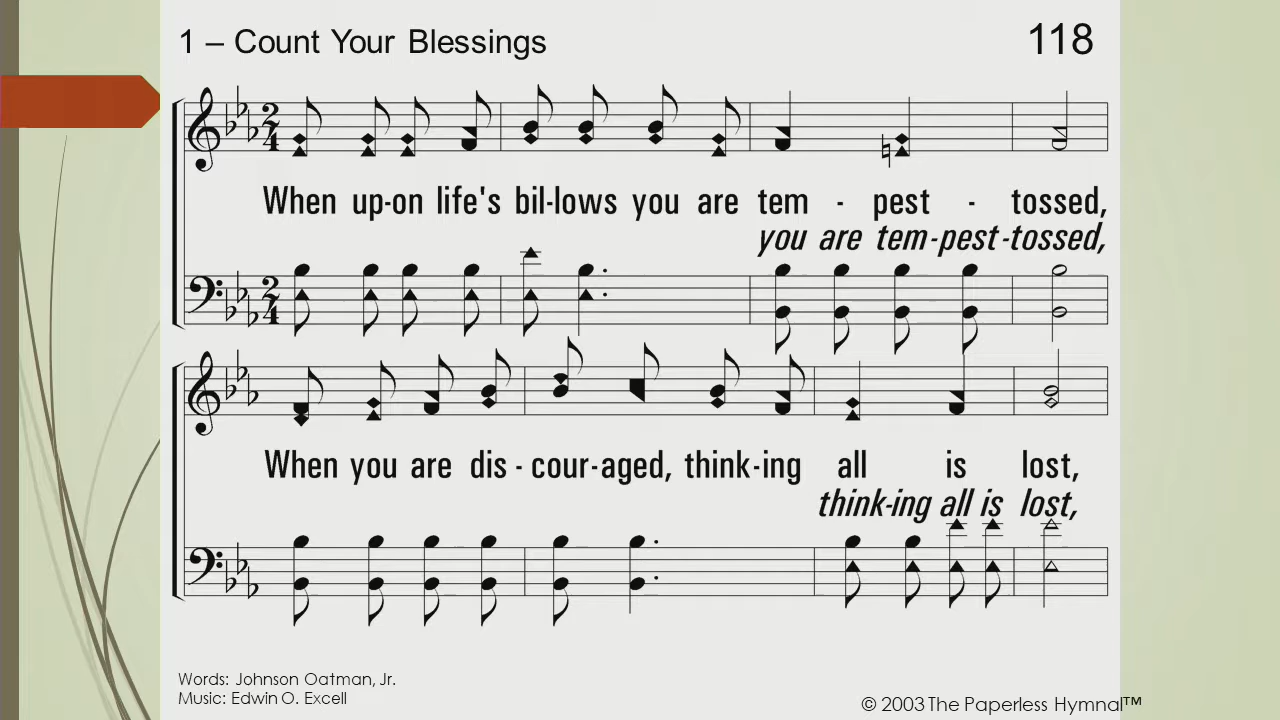 1 – Count Your Blessings 118
When up-on life's bil-lows you are tem - pest - tossed,
you are tem-pest-tossed,
When you are dis - cour-aged, think-ing all is lost,
think-ing all is lost,
Words: Johnson Oatman, Jr.
Music: Edwin O. Excell
© 2003 The Paperless Hymnal™